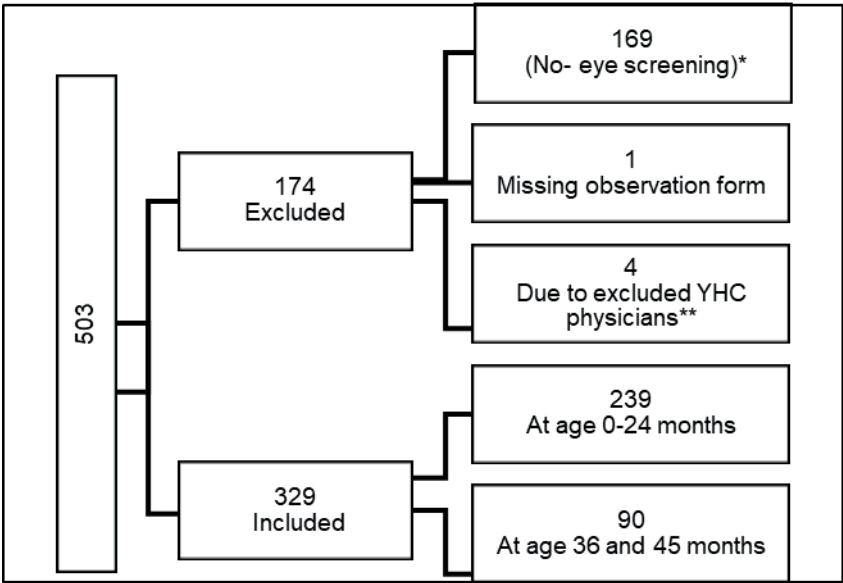 503
174
Excluded
169
(No- eye screening)*
1
Missing observation form
4
Due to excluded YHC
physicians**
329
Included
239
At age 0-24 months
90
At age 36 and 45 months